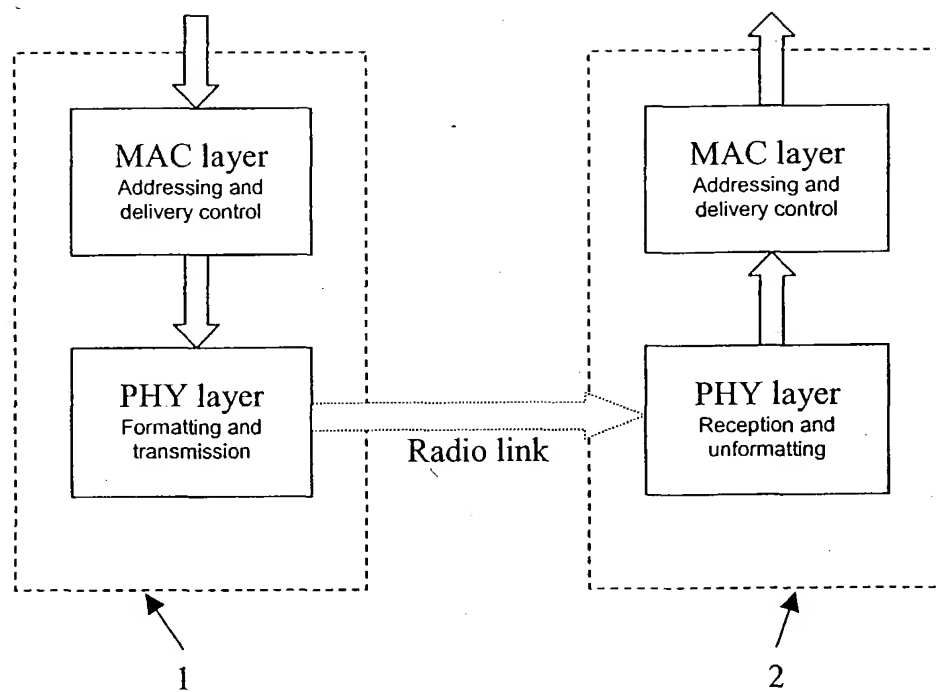 MAC layer
Addressing and
delivery control
PHY layer
Formatting and
transmission
Radio link
MAC layer
Addressing and
delivery control
PHY layer
Reception and
unformatting
1
2